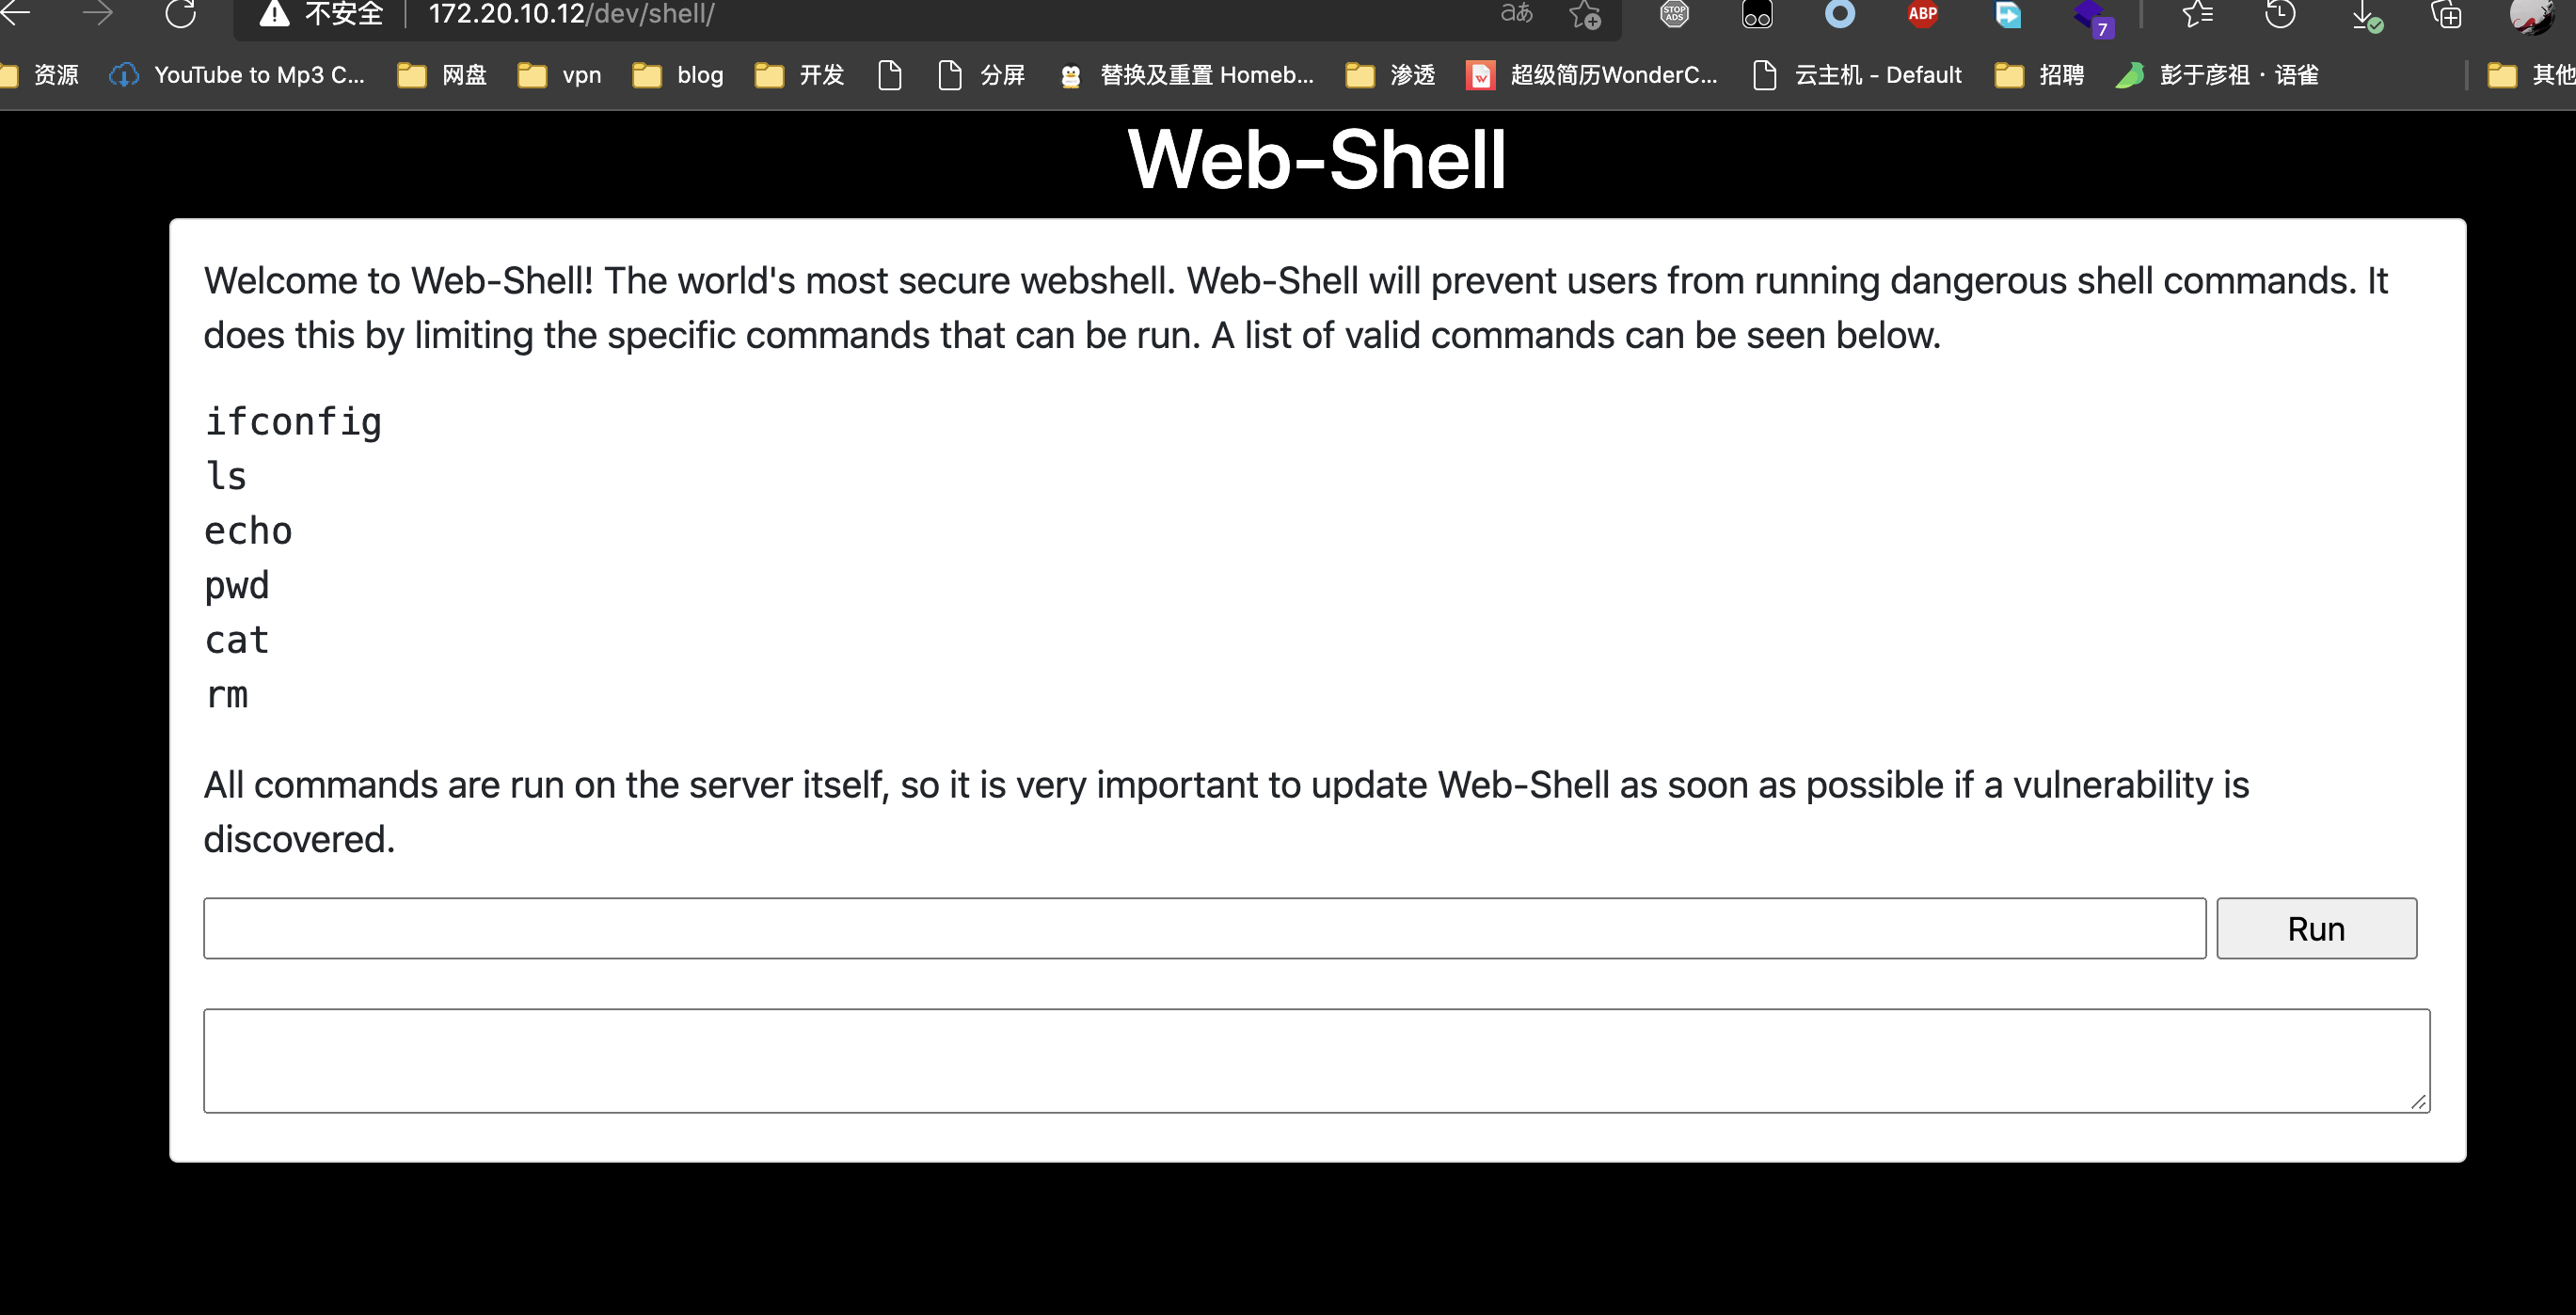 不安全 172.20.10.12/dev/shell/ aあ STOP ADS ABP 7
资源 YouTube to Mp3 C... 网盘 vpn blog 开发 分屏 替换及重置 Homeb... 渗透 超级简历WonderC... 云主机 - Default 招聘 彭于彦祖 · 语雀 其他
Web-Shell
Welcome to Web-Shell! The world's most secure webshell. Web-Shell will prevent users from running dangerous shell commands. It
does this by limiting the specific commands that can be run. A list of valid commands can be seen below.
ifconfig
ls
echo
pwd
cat
rm
All commands are run on the server itself, so it is very important to update Web-Shell as soon as possible if a vulnerability is
discovered.
Run